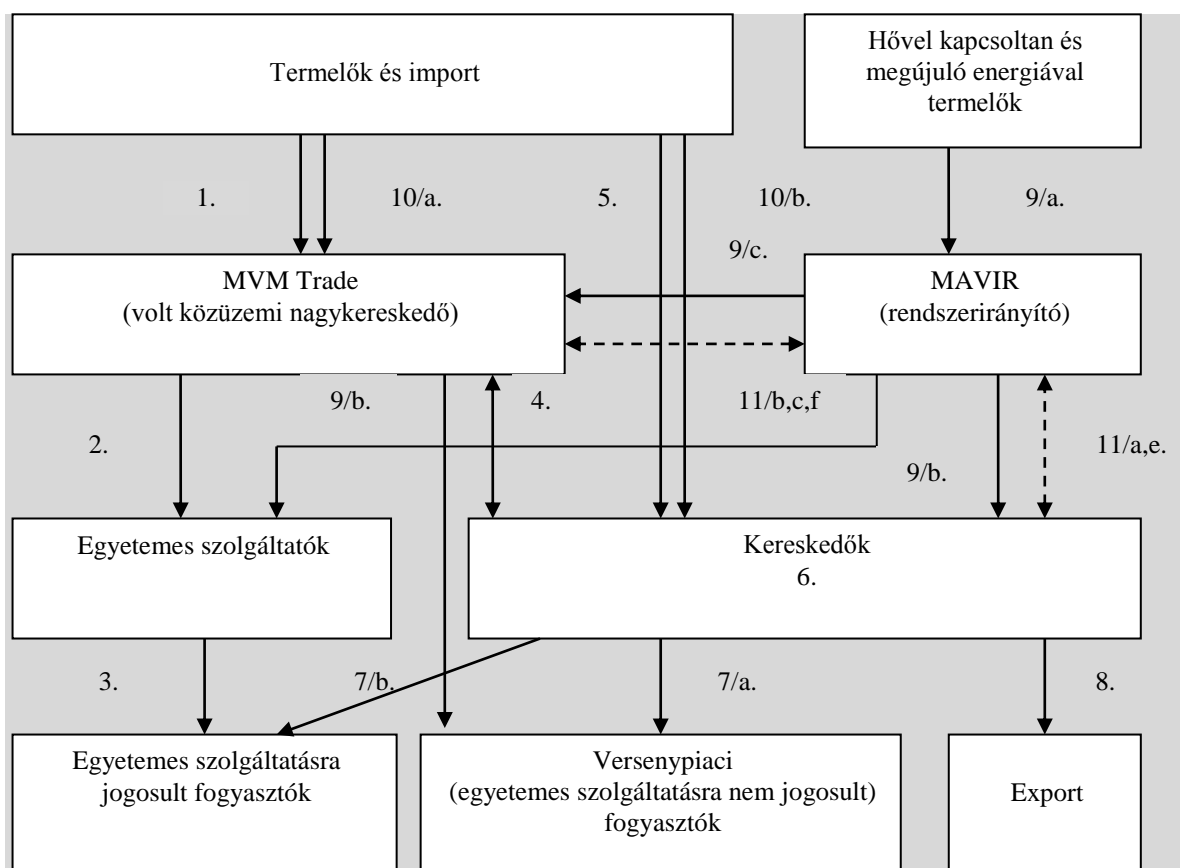 Termelők és import
Hővel kapcsoltan és
megújuló energiával
termelők
1.
10/a.
5.
10/b.
9/a.
9/c.
MVM Trade
(volt közüzemi nagykereskedő)
MAVIR
(rendszerirányító)
9/b.
4.
11/b,c,f
2.
9/b.
11/a,e.
Egyetemes szolgáltatók
Kereskedők
6.
3.
7/b.
7/a.
8.
Egyetemes szolgáltatásra
jogosult fogyasztók
Versenypiaci
(egyetemes szolgáltatásra nem jogosult)
fogyasztók
Export